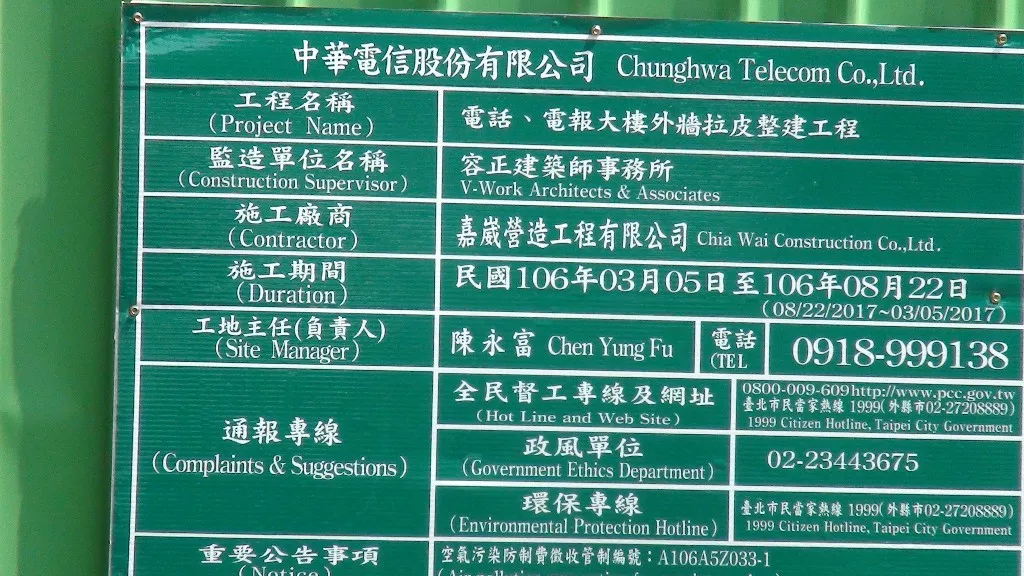 中華電信股份有限公司 Chunghwa Telecom Co.,Ltd.
工程名稱
(Project Name)
電話、電報大樓外牆拉皮整建工程
監造單位名稱
(Construction Supervisor)
容正建築師事務所
V-Work Architects & Associates
施工廠商
(Contractor)
嘉崴營造工程有限公司 Chia Wai Construction Co.,Ltd.
施工期間
(Duration)
民國106年03月05日至106年08月22日
(08/22/2017~03/05/2017)
工地主任(負責人)
(Site Manager)
陳永富 Chen Yung Fu
電話
(TEL
0918-999138
通報專線
(Complaints & Suggestions)
全民督工專線及網址
(Hot Line and Web Site)
0800-009-609http://www.pcc.gov.tw
臺北市民當家熱線 1999(外縣市02-27208889)
1999 Citizen Hotline, Taipei City Government
政風單位
(Government Ethics Department)
02-23443675
環保專線
(Environmental Protection Hotline)
臺北市民當家熱線 1999(外縣市02-27208889)
1999 Citizen Hotline, Taipei City Government
重要公告事項
(Notice)
空氣污染防制費徵收管制編號：A106A5Z033-1